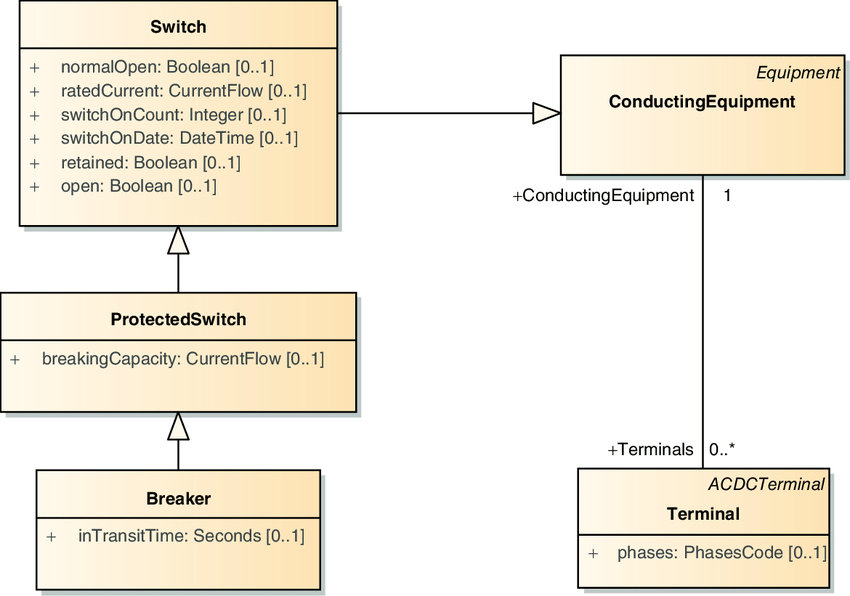 Switch
+ normalOpen: Boolean [0..1]
+ ratedCurrent: CurrentFlow [0..1]
+ switchOnCount: Integer [0..1]
+ switchOnDate: DateTime [0..1]
+ retained: Boolean [0..1]
+ open: Boolean [0..1]
Equipment
ConductingEquipment
+ConductingEquipment 1
ProtectedSwitch
+ breakingCapacity: CurrentFlow [0..1]
+Terminals 0..*
Breaker
+ inTransitTime: Seconds [0..1]
ACDCTerminal
Terminal
+ phases: PhasesCode [0..1]